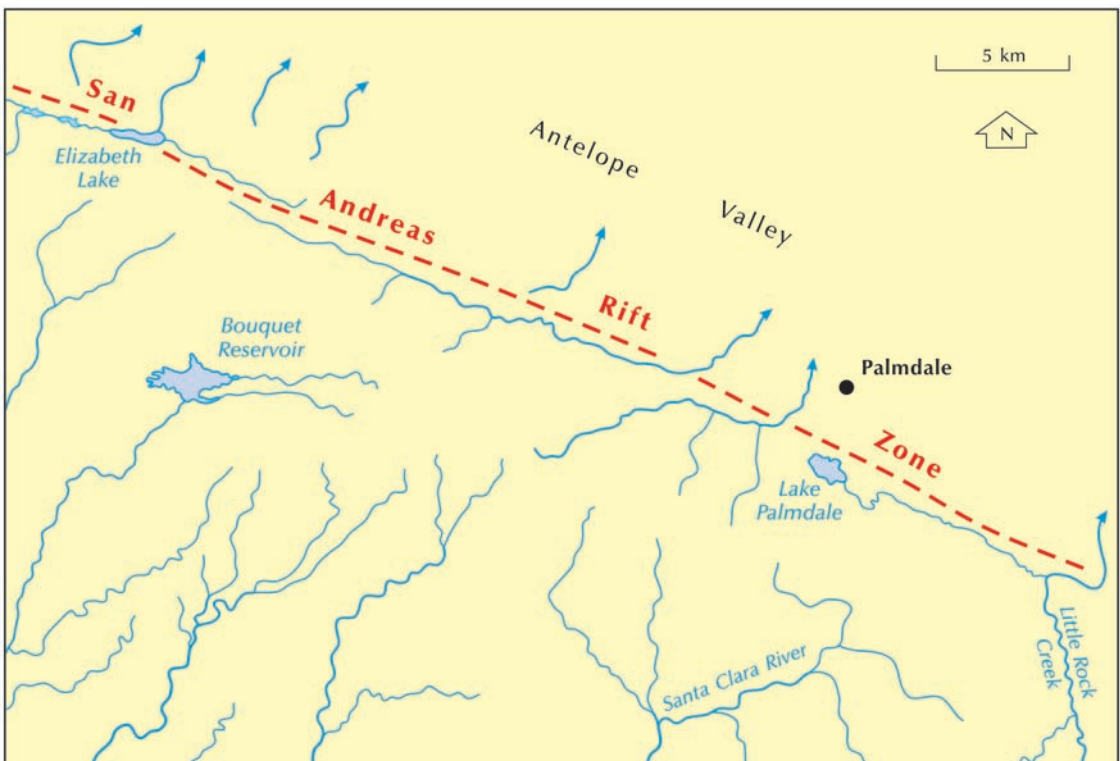 San
5 km
N
Antelope
Elizabeth
Lake
Andreas
Valley
Rift
Bouquet
Reservoir
Palmdale
Zone
Lake
Palmdale
Little Rock
Creek
Santa Clara River